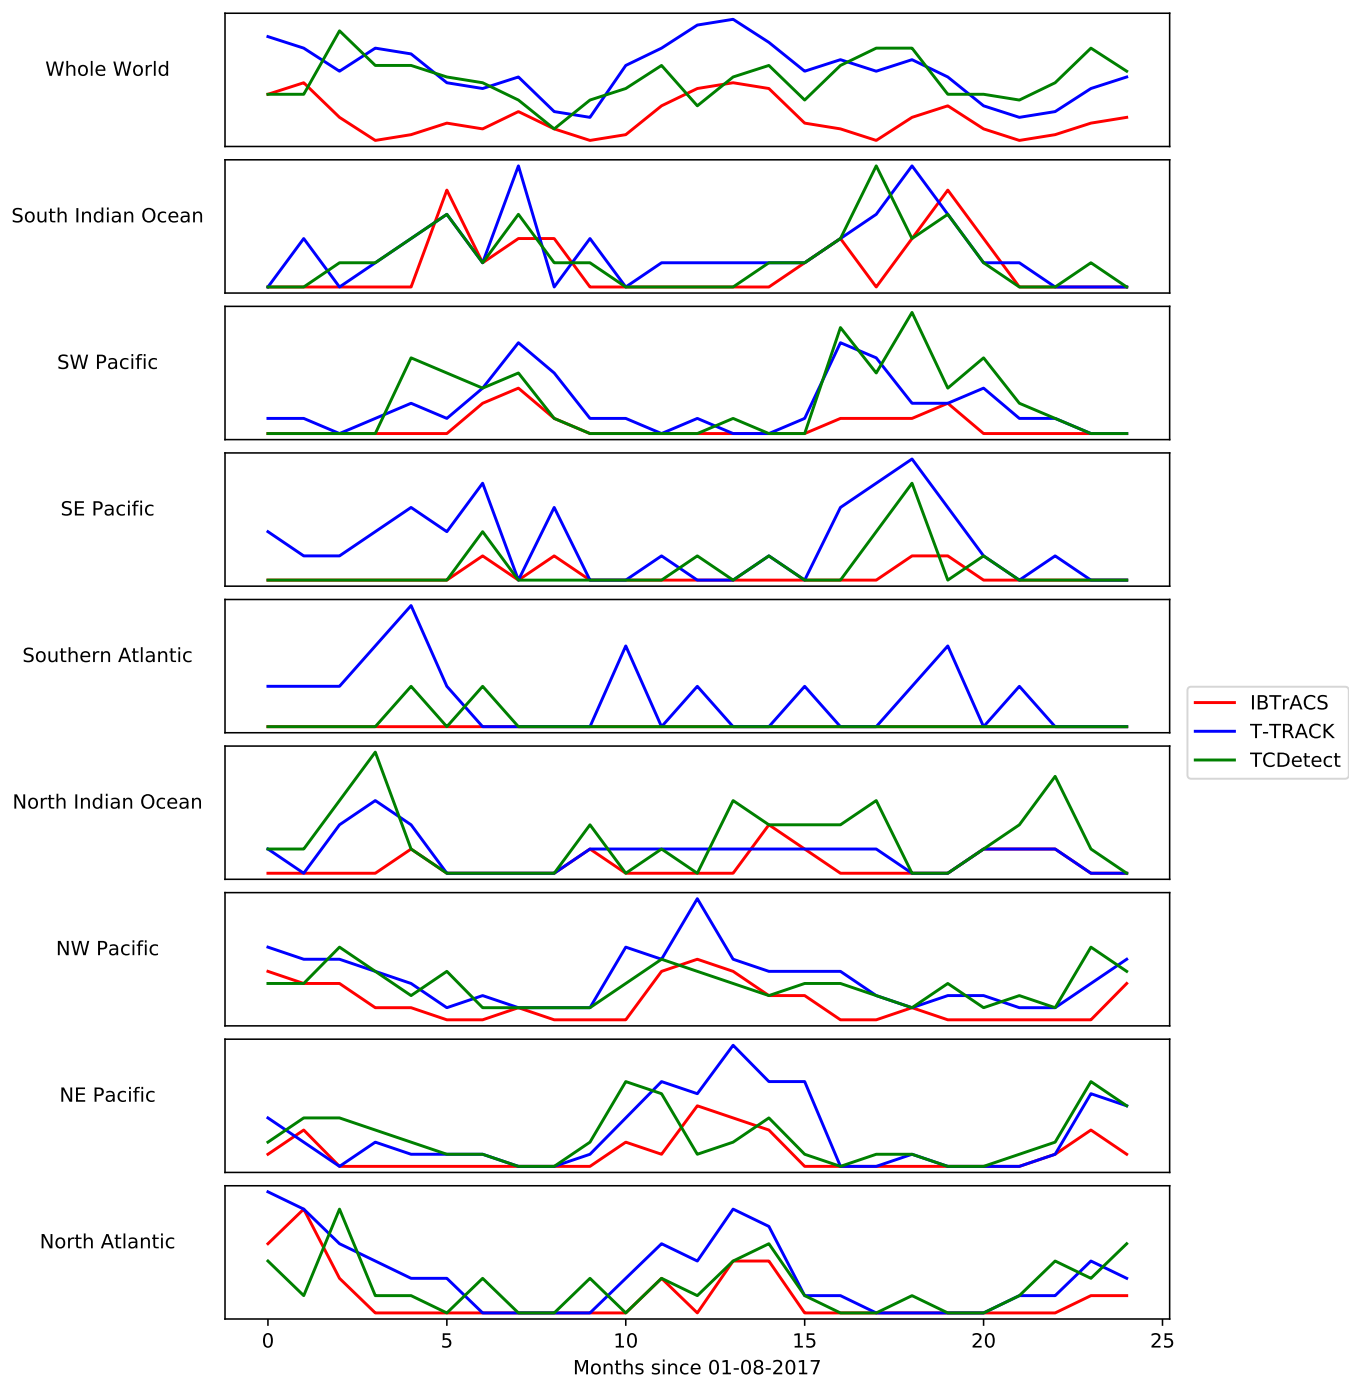 Whole World
South Indian Ocean
SW Pacific
SE Pacific
Southern Atlantic
North Indian Ocean
NW Pacific
NE Pacific
North Atlantic
IBTrACS
T-TRACK
TCDetect
0 5 10 15 20 25
Months since 01-08-2017